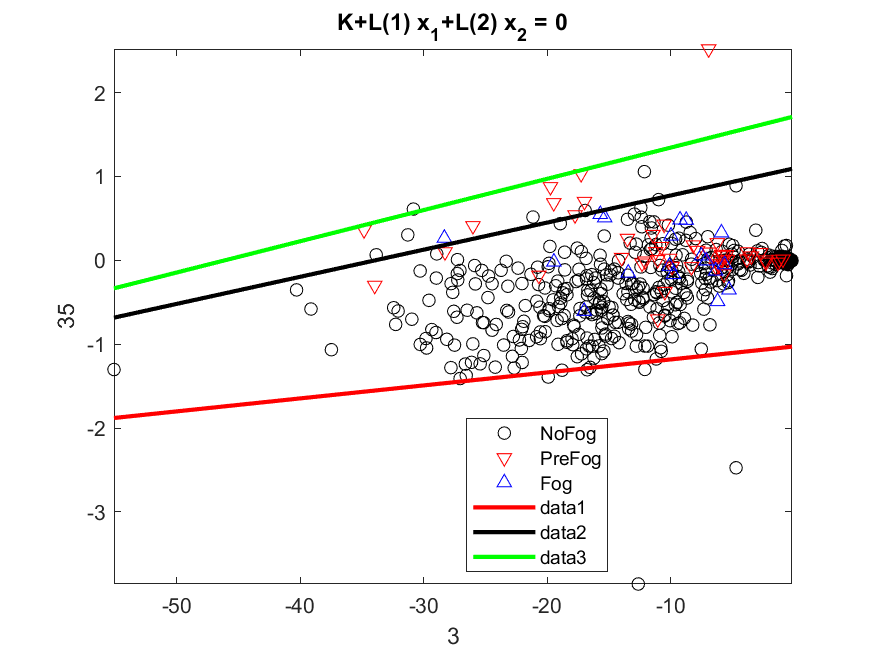 K+L(1) x1+L(2) x2 = 0
2
1
0
-1
-2
-3
35
-50
-40
-30
-20
-10
3
NoFog
PreFog
Fog
data1
data2
data3